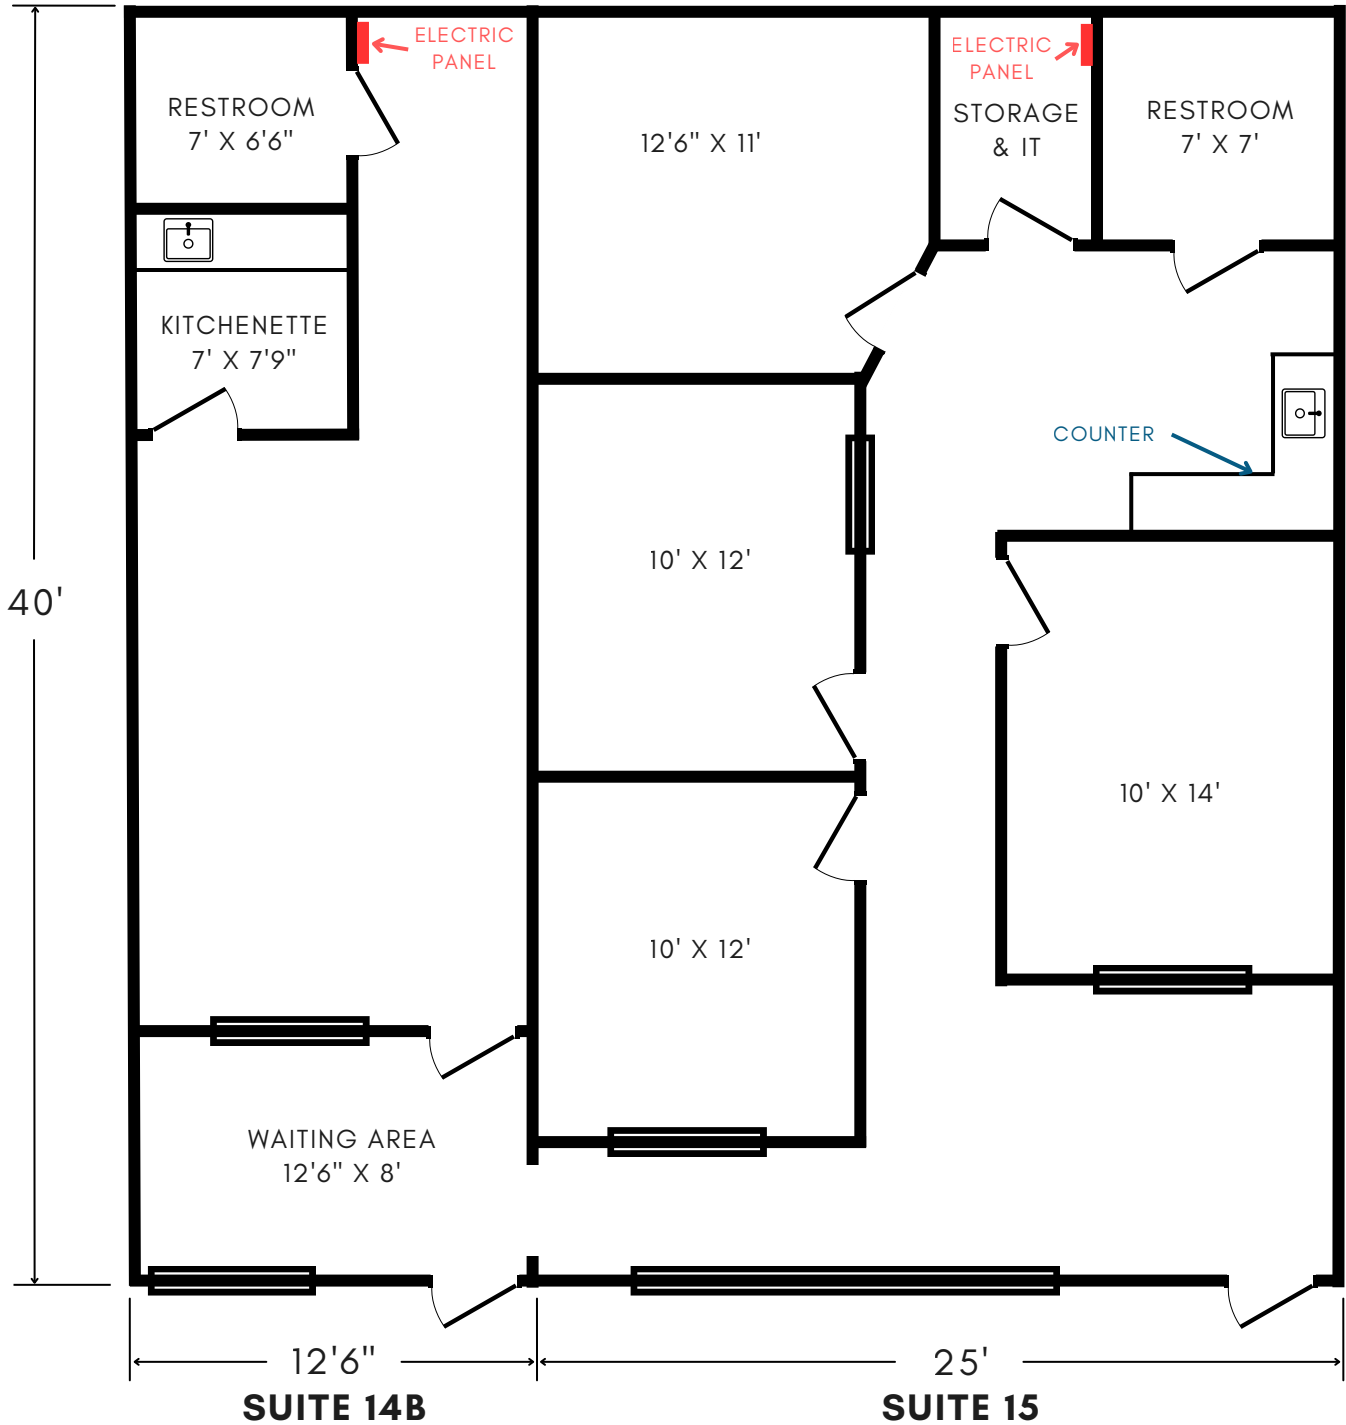 ELECTRIC
PANEL
ELECTRIC
PANEL
RESTROOM
7' X 6'6"
12'6" X 11'
STORAGE
& IT
RESTROOM
7' X 7'
KITCHENETTE
7' X 7'9"
COUNTER
10' X 12'
40'
10' X 14'
10' X 12'
WAITING AREA
12'6" X 8'
12'6"
25'
SUITE 14B
SUITE 15